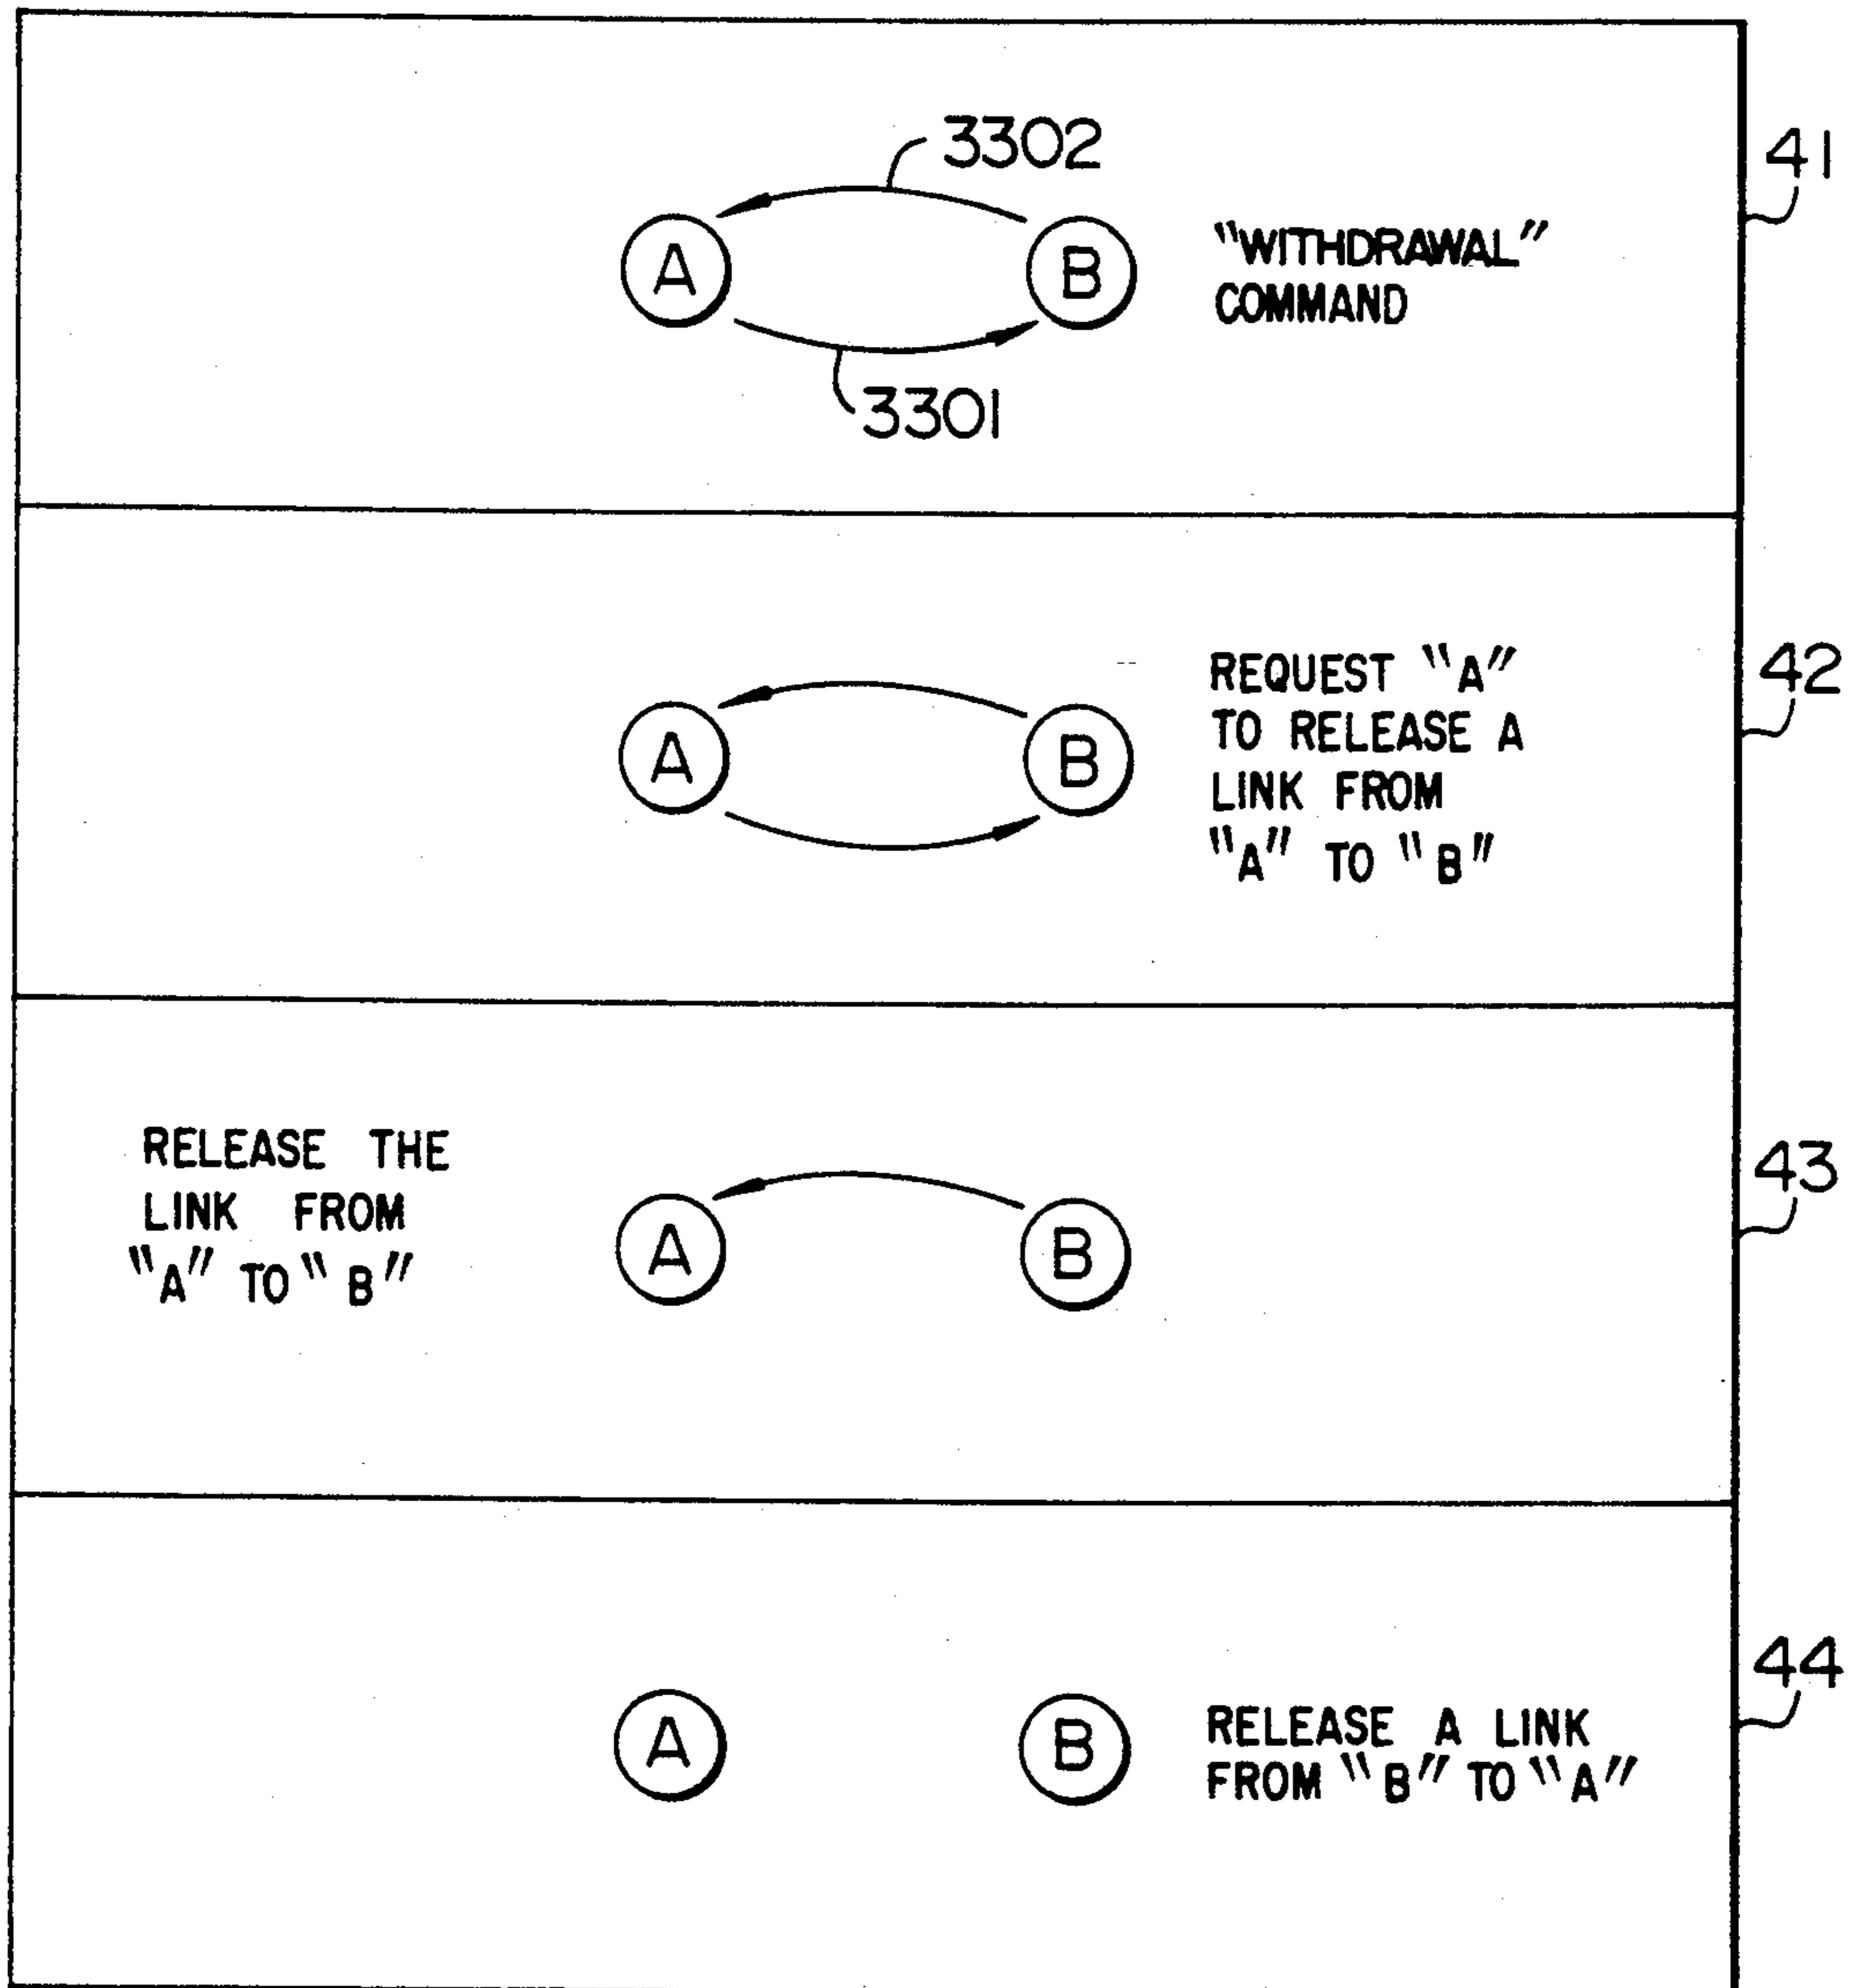 3302
41
A
B
"WITHDRAWAL"
COMMAND
3301
42
REQUEST "A"
TO RELEASE A
LINK FROM
"A" TO "B"
A
B
43
RELEASE THE
LINK FROM
"A" TO "B"
A
B
44
A
B
RELEASE A LINK
FROM "B" TO "A"